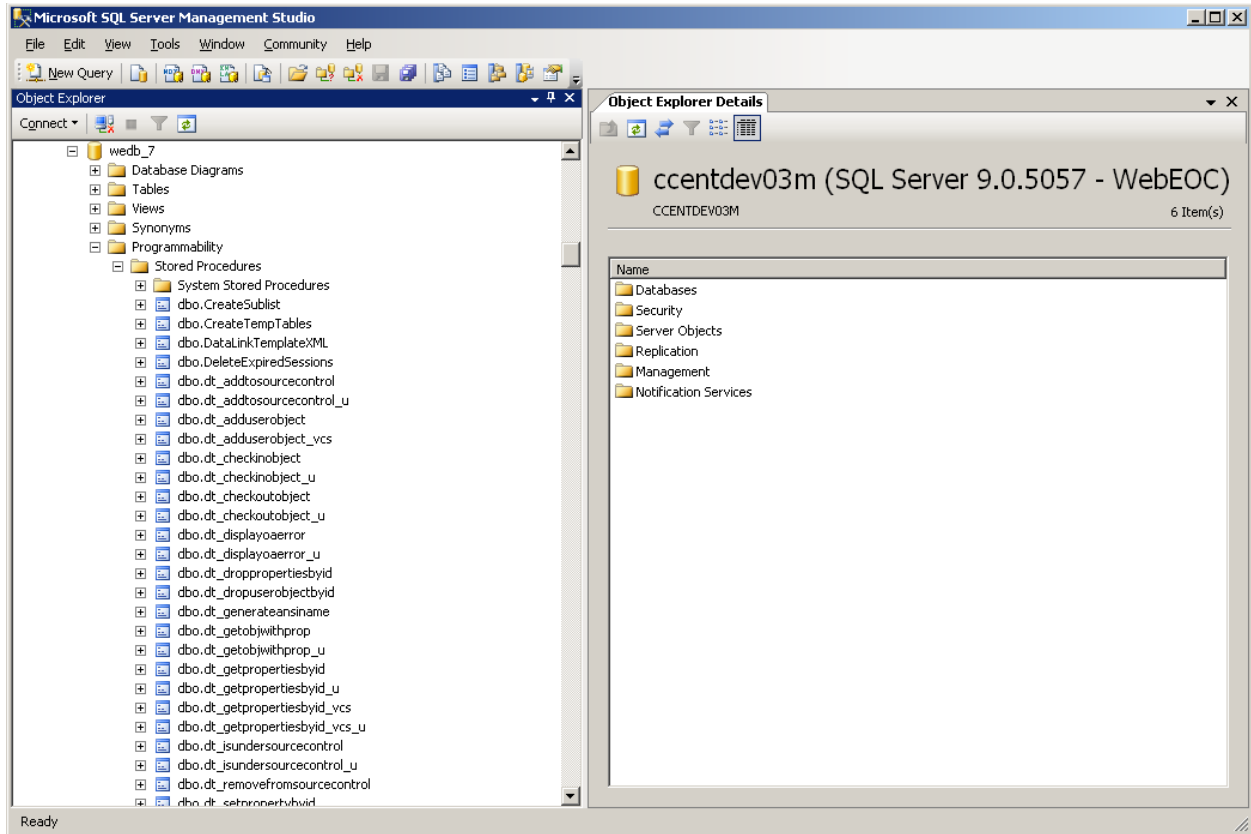 Microsoft SQL Server Management Studio
File Edit View Tools Window Community Help
New Query
Object Explorer
Connect
wedb_7
Database Diagrams
Tables
Views
Synonyms
Programmability
Stored Procedures
System Stored Procedures
dbo.CreateSublist
dbo.CreateTempTables
dbo.DataLinkTemplateXML
dbo.DeleteExpiredSessions
dbo.dt_addtosourcecontrol
dbo.dt_addtosourcecontrol_u
dbo.dt_adduserobject
dbo.dt_adduserobject_vcs
dbo.dt_checkinobject
dbo.dt_checkinobject_u
dbo.dt_checkoutobject
dbo.dt_checkoutobject_u
dbo.dt_displayoaerror
dbo.dt_displayoaerror_u
dbo.dt_droppropertiesbyid
dbo.dt_dropuserobjectbyid
dbo.dt_generateansiname
dbo.dt_getobjwithprop
dbo.dt_getobjwithprop_u
dbo.dt_getpropertiesbyid
dbo.dt_getpropertiesbyid_u
dbo.dt_getpropertiesbyid_vcs
dbo.dt_getpropertiesbyid_vcs_u
dbo.dt_isundersourcecontrol
dbo.dt_isundersourcecontrol_u
dbo.dt_removefromsourcecontrol
dbo.dt_setpropertybyid
Object Explorer Details
ccentdev03m (SQL Server 9.0.5057 - WebEOC)
CCENTDEV03M 6 Item(s)
Name
Databases
Security
Server Objects
Replication
Management
Notification Services
Ready